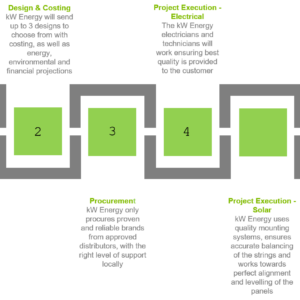 Design & Costing
kW Energy will send
up to 3 designs to
choose from with
costing, as well as
energy,
environmental and
financial projections
Project Execution -
Electrical
The kW Energy
electricians and
technicians will
work ensuring best
quality is provided
to the customer
2
3
4
Procurement
kW Energy only
procures proven
and reliable brands
from approved
distributors, with the
right level of support
locally
Project Execution -
Solar
kW Energy uses
quality mounting
systems, ensures
accurate balancing
of the strings and
works towards
perfect alignment
and levelling of the
panels